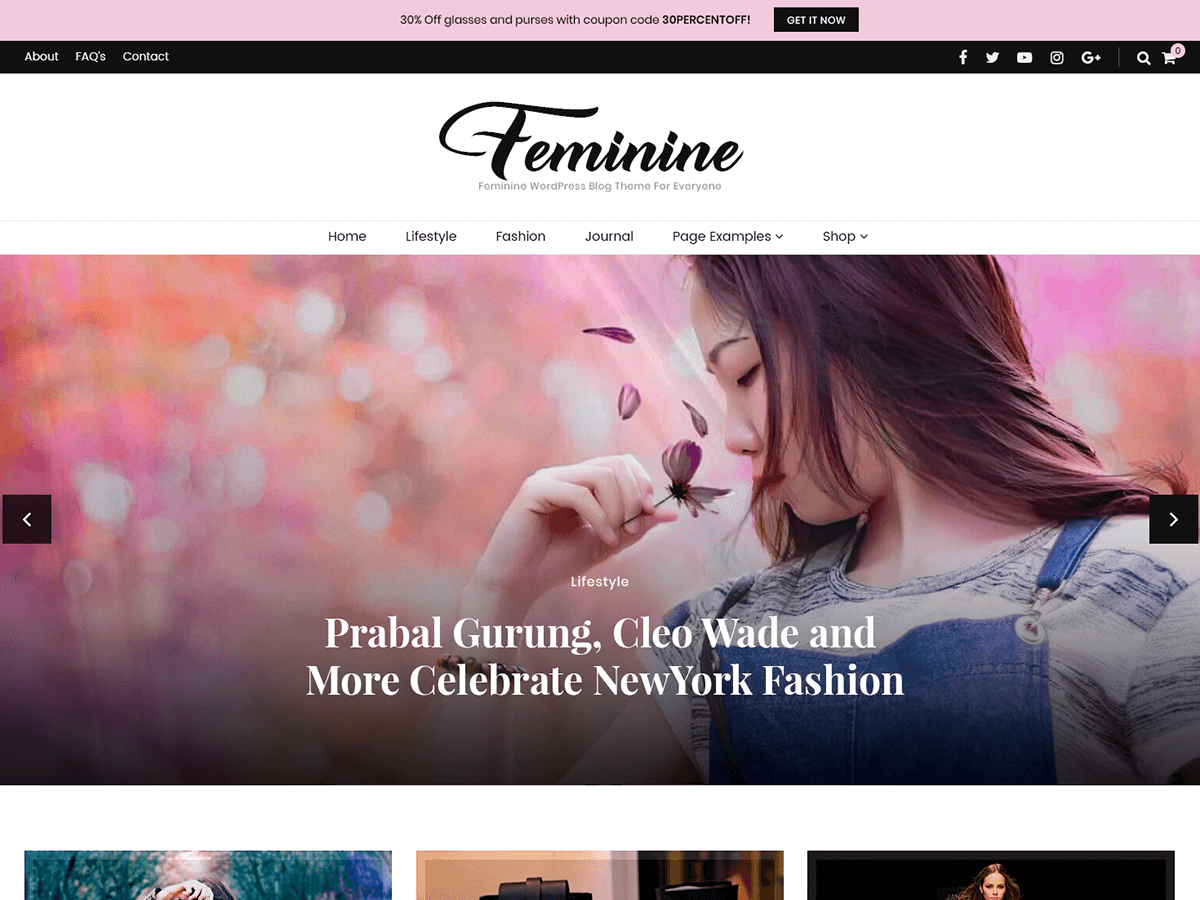 30% Off glasses and purses with coupon code 30PERCENTOFF! GET IT NOW
About FAQ's Contact
0
Feminine
Feminine WordPress Blog Theme For Everyone
Home Lifestyle Fashion Journal Page Examples Shop
Lifestyle
Prabal Gurung, Cleo Wade and
More Celebrate NewYork Fashion